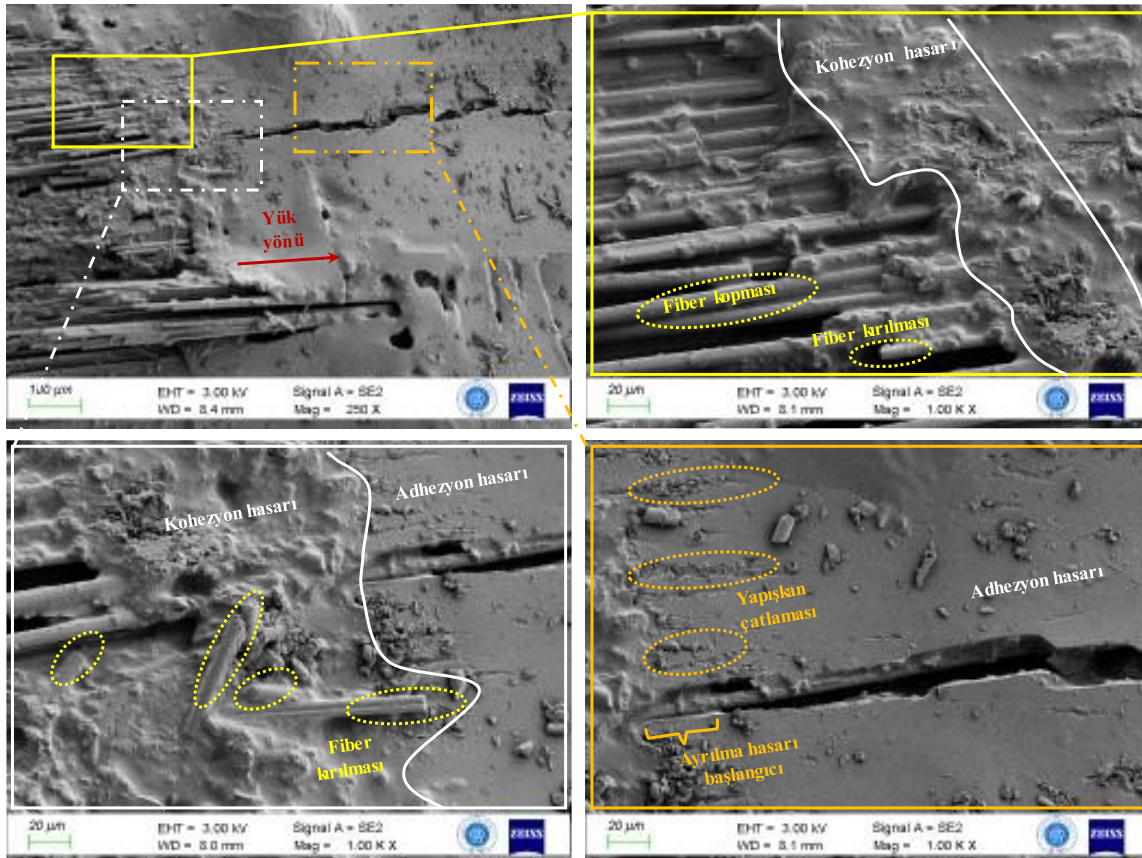 Yük
yönü
100 µm
EHT = 3.00 kV
Signal A = SE2
WD = 8.4 mm
Mag = 250 X
ZEISS
Kohezyon hasarı
Fiber kopması
Fiber kırılması
20 µm
EHT = 3.00 kV
Signal A = SE2
WD = 8.1 mm
Mag = 1.00 K X
ZEISS
Kohezyon hasarı
Adhezyon hasarı
Fiber
kırılması
20 µm
EHT = 3.00 kV
Signal A = SE2
WD = 8.0 mm
Mag = 1.00 K X
ZEISS
Adhezyon hasarı
Yapışkan
çatlaması
Ayrılma hasarı
başlangıcı
20 µm
EHT = 3.00 kV
Signal A = SE2
WD = 8.1 mm
Mag = 1.00 K X
ZEISS